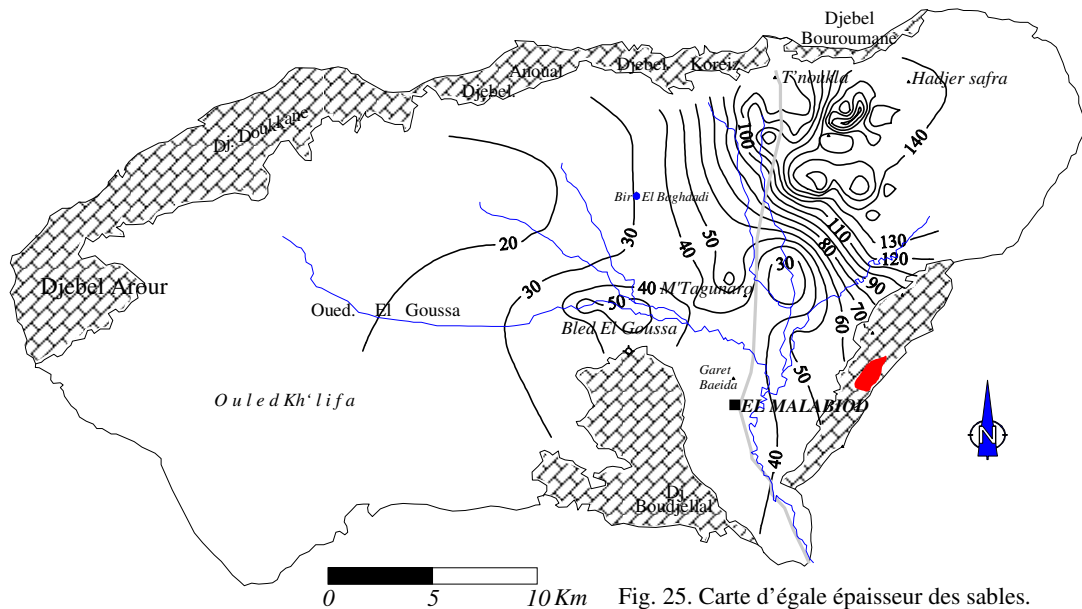 Djebel
Bouroumane
Djebel. Anoual Djebel Koreiz
T'noukla
Hadjer safra
Dj. Doukkane
100
140
Bir El Baghdadi
20
30
40
50
110
80
130
120
30
Djebel Arour
30
40
M'Tagunaro
90
Oued. El Goussa
50
70
60
Bled El Goussa
Garet
Baeida
50
Ouled Kh‘lifa
EL MALABIOD
N
40
Dj
Boudjellal
0 5 10 Km
Fig. 25. Carte d’égale épaisseur des sables.